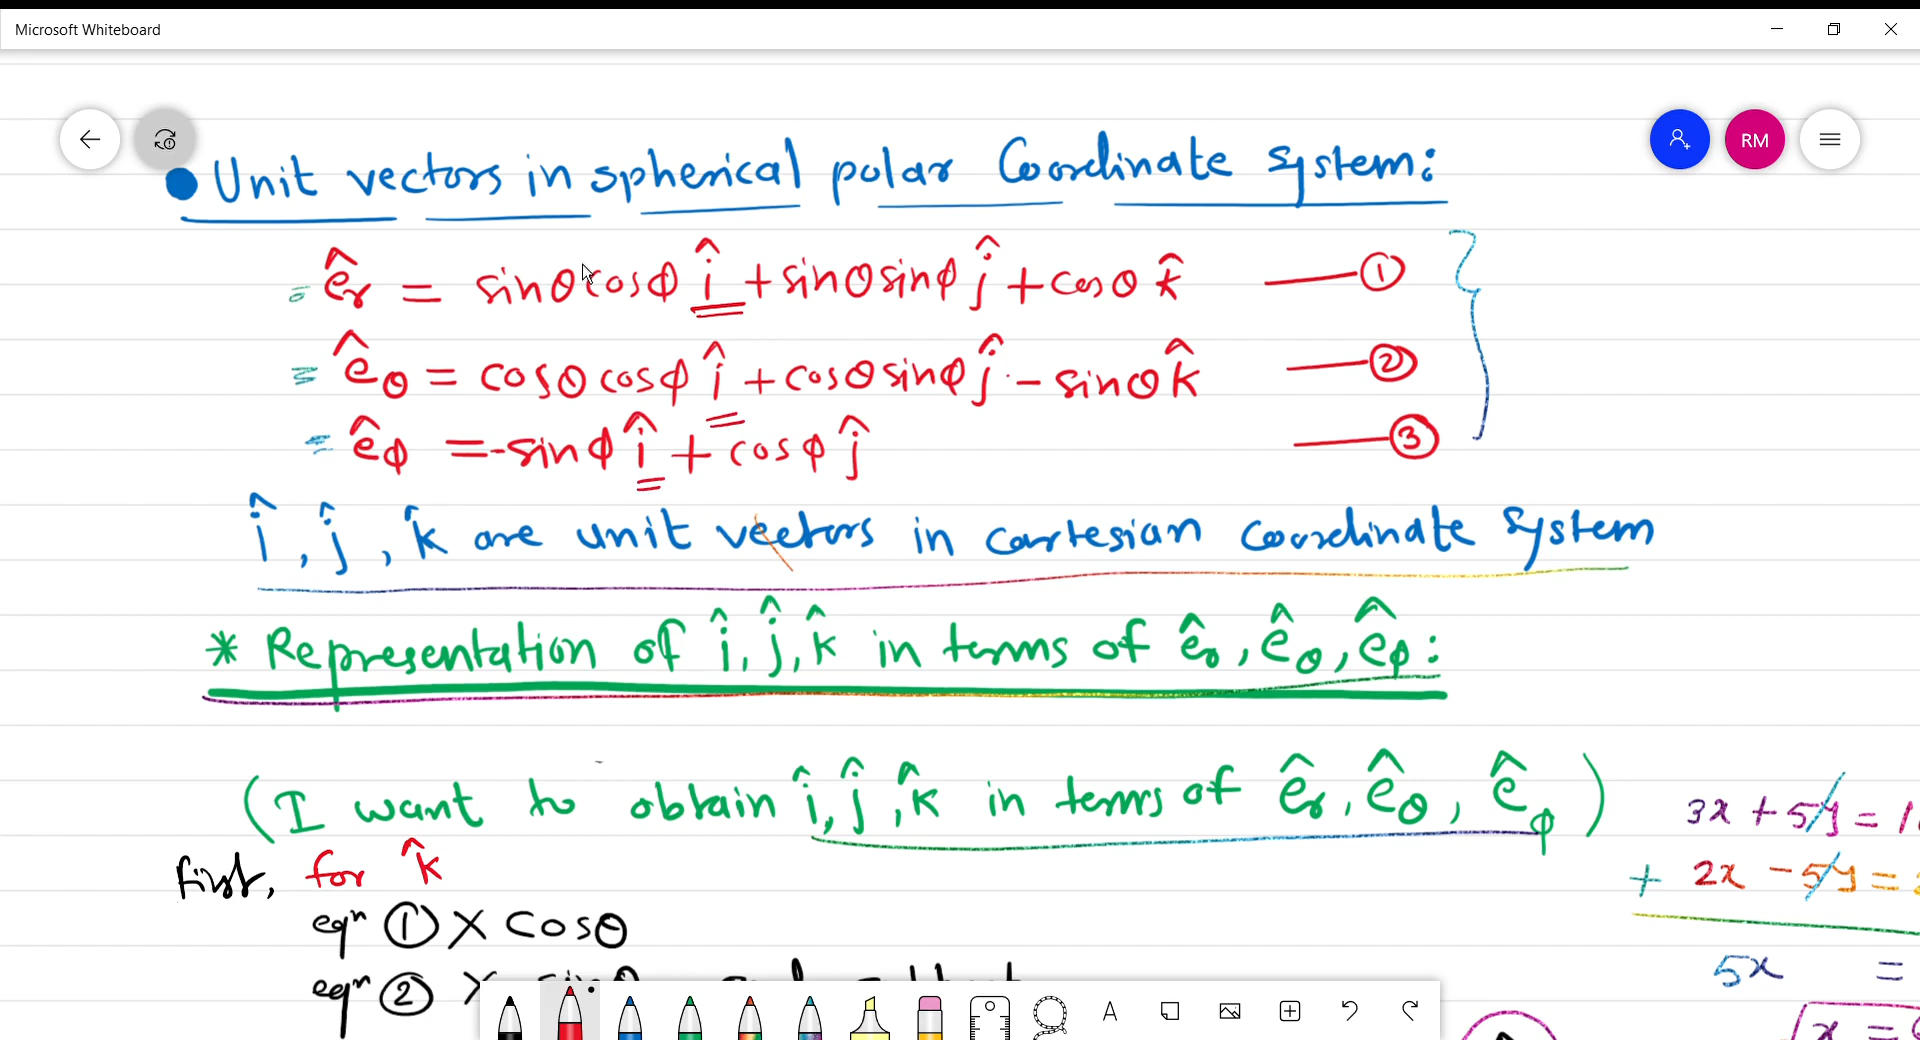 Microsoft Whiteboard
RM
Unit vectors in spherical polar Coordinate system:
= êr = sinθcosϕ î + sinθsinϕ ĵ + cosθ k̂ —— ①
= êθ = cosθcosϕ î + cosθsinϕ ĵ - sinθ k̂ —— ②
= êϕ = -sinϕ î + cosϕ ĵ —— ③
î, ĵ, k̂ are unit vectors in cartesian coordinate system
* Representation of î, ĵ, k̂ in terms of êr, êθ, êϕ:
(I want to obtain î, ĵ, k̂ in terms of êr, êθ, êϕ)
3x + 5y = 1
First, for k̂
+ 2x - 5y =
eqⁿ ① X Cosθ
5x =
eqⁿ ② X
x =
A